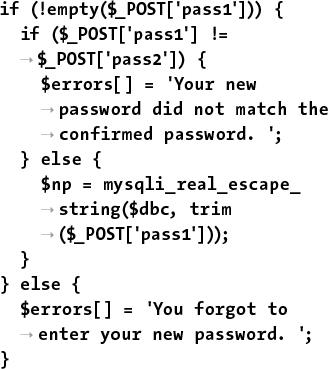 if (!empty($_POST['pass1'])) {
if ($_POST['pass1'] !=
→ $_POST['pass2']) {
$errors[] = 'Your new
→ password did not match the
→ confirmed password. ';
} else {
$np = mysqli_real_escape_
→ string($dbc, trim
→ ($_POST['pass1']));
}
} else {
$errors[] = 'You forgot to
→ enter your new password. ';
}